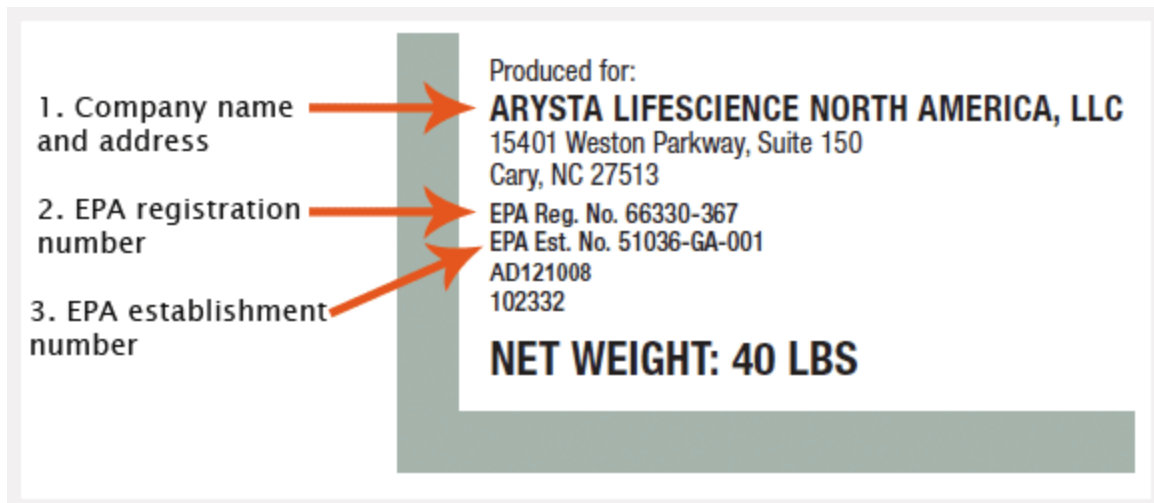 1. Company name
and address
2. EPA registration
number
3. EPA establishment
number
Produced for:
ARYSTA LIFESCIENCE NORTH AMERICA, LLC
15401 Weston Parkway, Suite 150
Cary, NC 27513
EPA Reg. No. 66330-367
EPA Est. No. 51036-GA-001
AD121008
102332
NET WEIGHT: 40 LBS